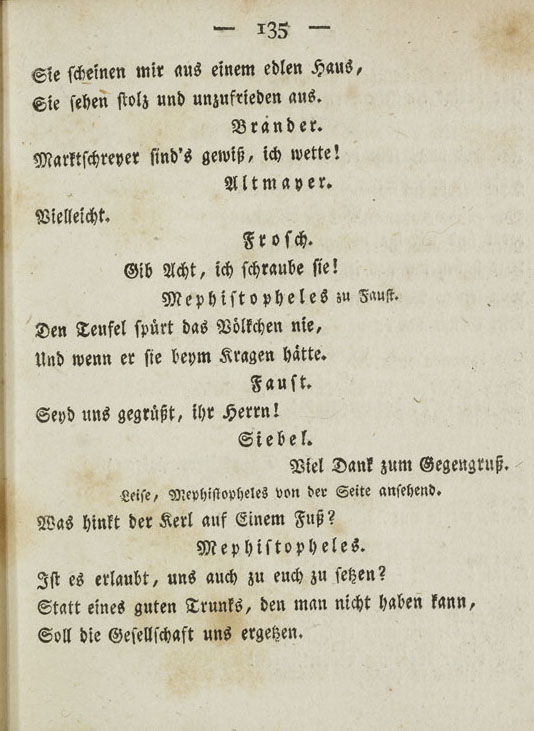 — 135 —
Sie scheinen mir aus einem edlen Haus,
Sie sehen stolz und unzufrieden aus.
Brander.
Marktschreyer sind's gewiß, ich wette!
Altmayer.
Vielleicht.
Frosch.
Gib Acht, ich schraube sie!
Mephistopheles zu Faust.
Den Teufel spürt das Völkchen nie,
Und wenn er sie beym Kragen hätte.
Faust.
Seyd uns gegrüßt, ihr Herrn!
Siebel.
Viel Dank zum Gegengruß.
Leise, Mephistopheles von der Seite ansehend.
Was hinkt der Kerl auf Einem Fuß?
Mephistopheles.
Ist es erlaubt, uns auch zu euch zu setzen?
Statt eines guten Trunks, den man nicht haben kann,
Soll die Gesellschaft uns ergetzen.